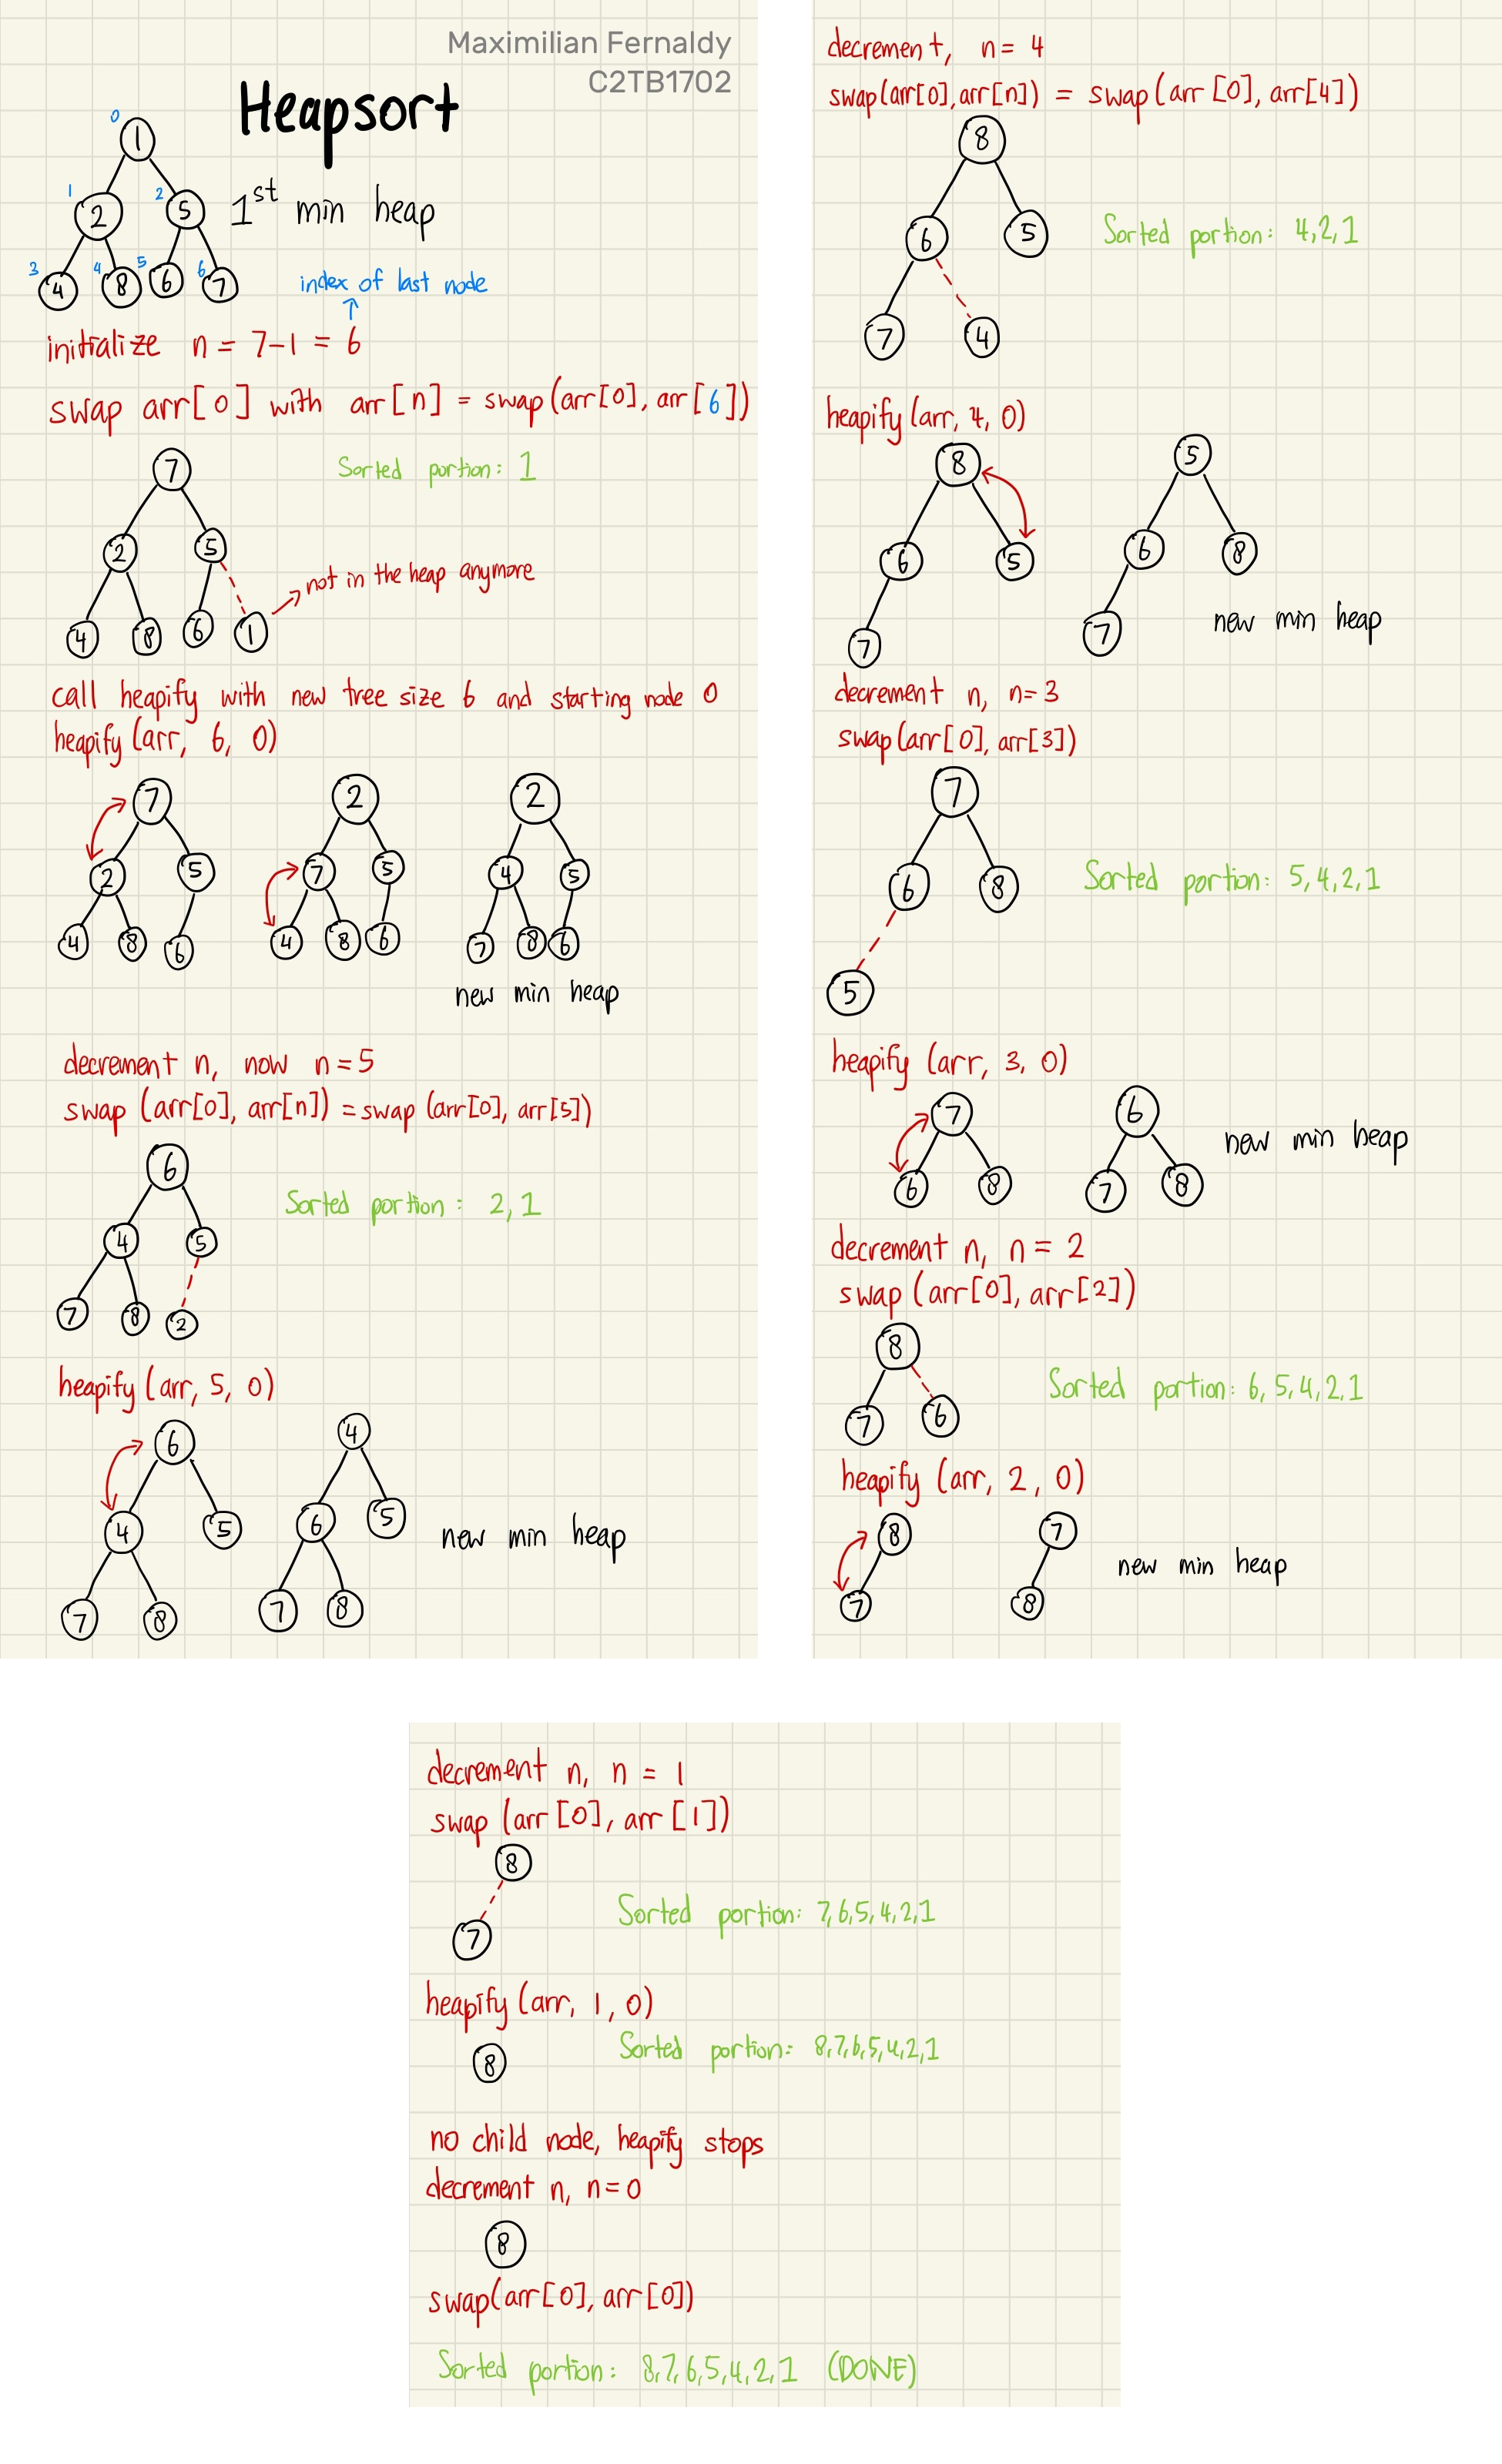 Maximilian Fernaldy
C2TB1702
Heapsort
0
1
1 2 2 5 1st min heap
3 4 4 8 5 6 6 7
index of last node
↑
initialize n = 7-1 = 6
swap arr[0] with arr[n] = swap(arr[0], arr[6])
7 Sorted portion: 1
2 5
not in the heap anymore
4 8 6 1
call heapify with new tree size 6 and starting node 0
heapify (arr, 6, 0)
7 2 2
2 5 7 5 4 5
4 8 6 4 8 6 7 8 6
new min heap
decrement n, now n=5
swap (arr[0], arr[n]) = swap (arr[0], arr[5])
6
Sorted portion: 2,1
4 5
7 8 2
heapify (arr, 5, 0)
6 4
4 5 6 5 new min heap
7 8 7 8
decrement, n= 4
swap(arr[0], arr[n]) = swap(arr[0], arr[4])
8
6 5 Sorted portion: 4,2,1
7 4
heapify (arr, 4, 0)
8 5
6 5 6 8
7 7 new min heap
decrement n, n=3
swap(arr[0], arr[3])
7
6 8 Sorted portion: 5,4,2,1
5
heapify (arr, 3, 0)
7 6 new min heap
6 8 7 8
decrement n, n = 2
swap (arr[0], arr[2])
8
Sorted portion: 6, 5,4,2,1
7 6
heapify (arr, 2, 0)
8 7
new min heap
7 8
decrement n, n = 1
swap (arr[0], arr[1])
8
Sorted portion: 7,6,5,4,2,1
7
heapify (arr, 1, 0)
Sorted portion: 8,7,6,5,4,2,1
8
no child node, heapify stops
decrement n, n=0
8
swap(arr[0], arr[0])
Sorted portion: 8,7,6,5,4,2,1 (DONE)